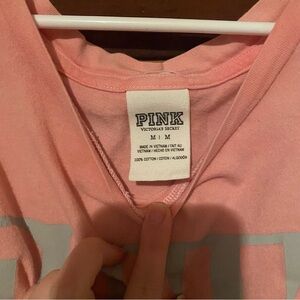 PINK
VICTORIA'S SECRET
M | M
MADE IN VIETNAM / FAIT AU
VIETNAM / HECHO EN VIETNAM
100% COTTON / COTON / ALGODÓN